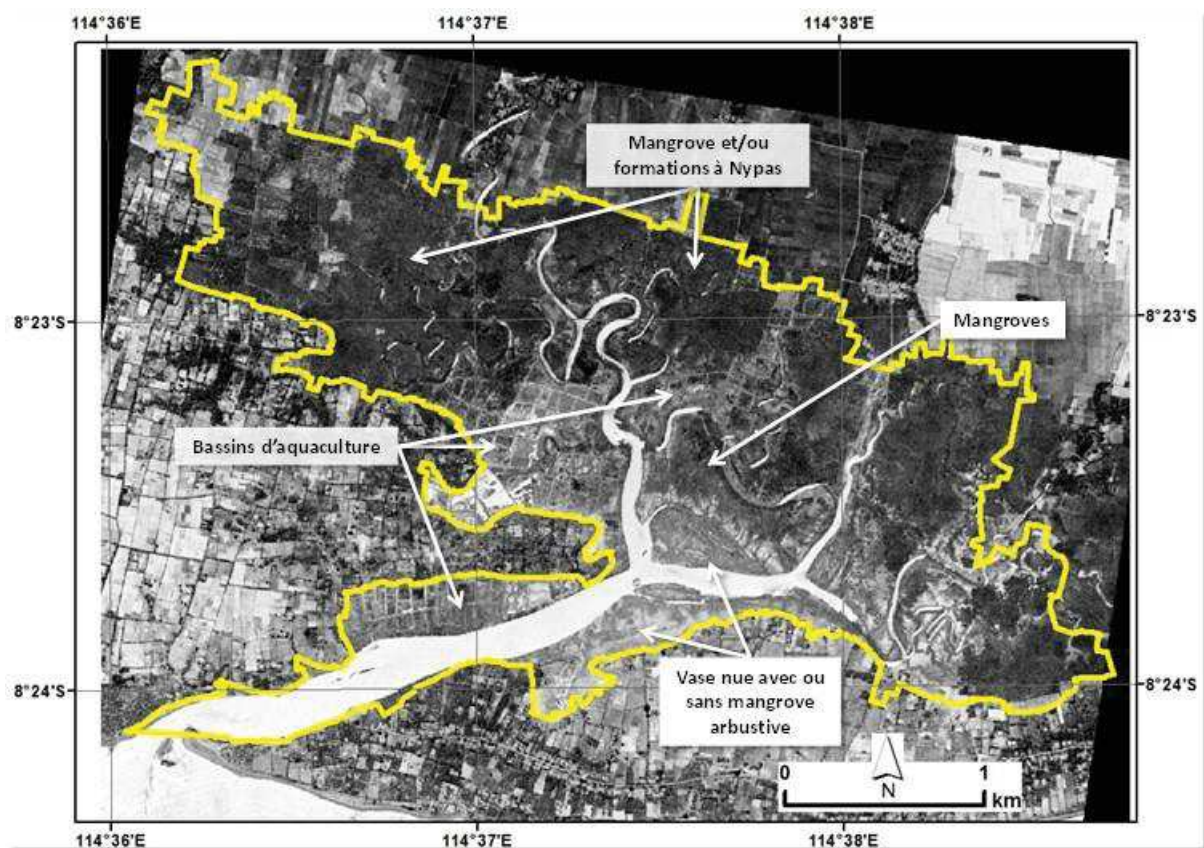 114°36'E 114°37'E 114°38'E
Mangrove et/ou
formations à Nypas
8°23'S 8°23'S
Mangroves
Bassins d'aquaculture
Vase nue avec ou
sans mangrove
arbustive
8°24'S 8°24'S
0 1
N
km
114°36'E 114°37'E 114°38'E